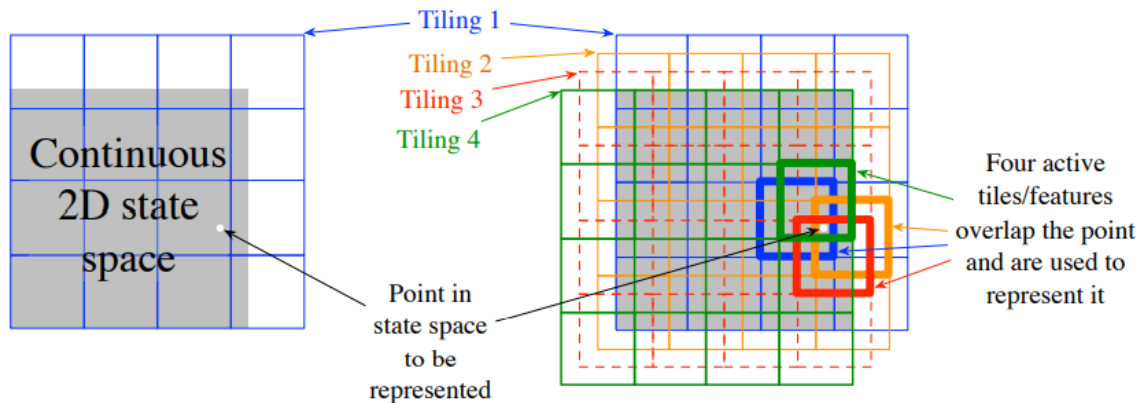 Tiling 1
Tiling 2
Tiling 3
Tiling 4
Continuous
2D state
space
Point in
state space
to be
represented
Four active
tiles/features
overlap the point
and are used to
represent it